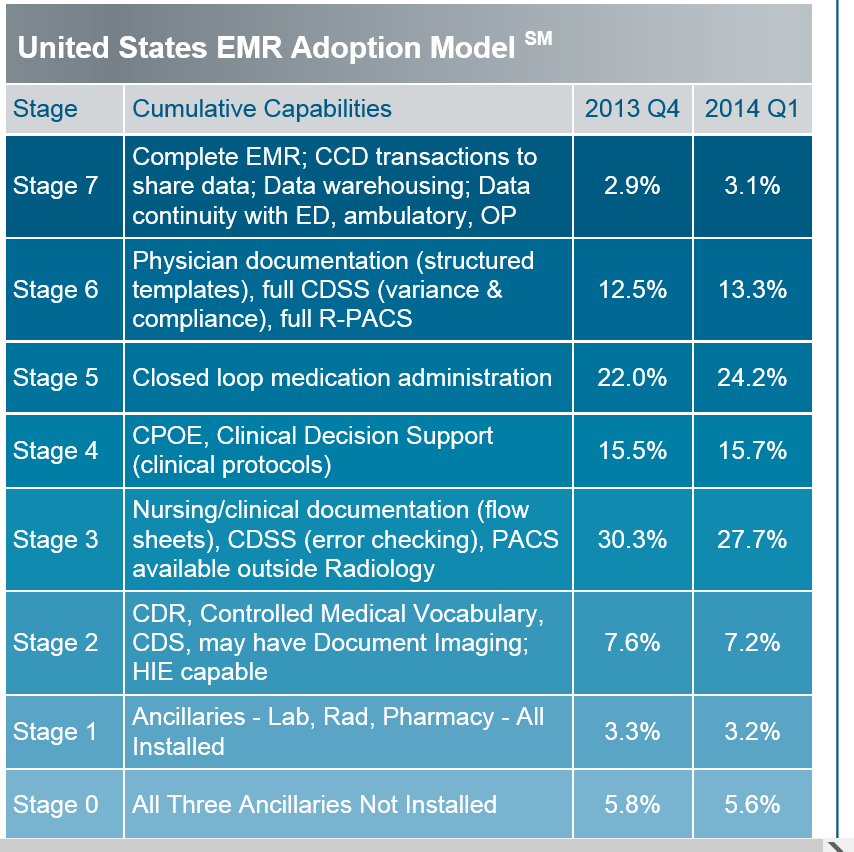 United States EMR Adoption Model SM
Stage Cumulative Capabilities 2013 Q4 2014 Q1
Complete EMR; CCD transactions to
Stage 7 share data; Data warehousing; Data 2.9% 3.1%
continuity with ED, ambulatory, OP
Physician documentation (structured
Stage 6 templates), full CDSS (variance & 12.5% 13.3%
compliance), full R-PACS
Stage 5 Closed loop medication administration 22.0% 24.2%
CPOE, Clinical Decision Support
Stage 4 15.5% 15.7%
(clinical protocols)
Nursing/clinical documentation (flow
Stage 3 sheets), CDSS (error checking), PACS 30.3% 27.7%
available outside Radiology
CDR, Controlled Medical Vocabulary,
Stage 2 CDS, may have Document Imaging; 7.6% 7.2%
HIE capable
Ancillaries - Lab, Rad, Pharmacy - All
Stage 1 3.3% 3.2%
Installed
Stage 0 All Three Ancillaries Not Installed 5.8% 5.6%